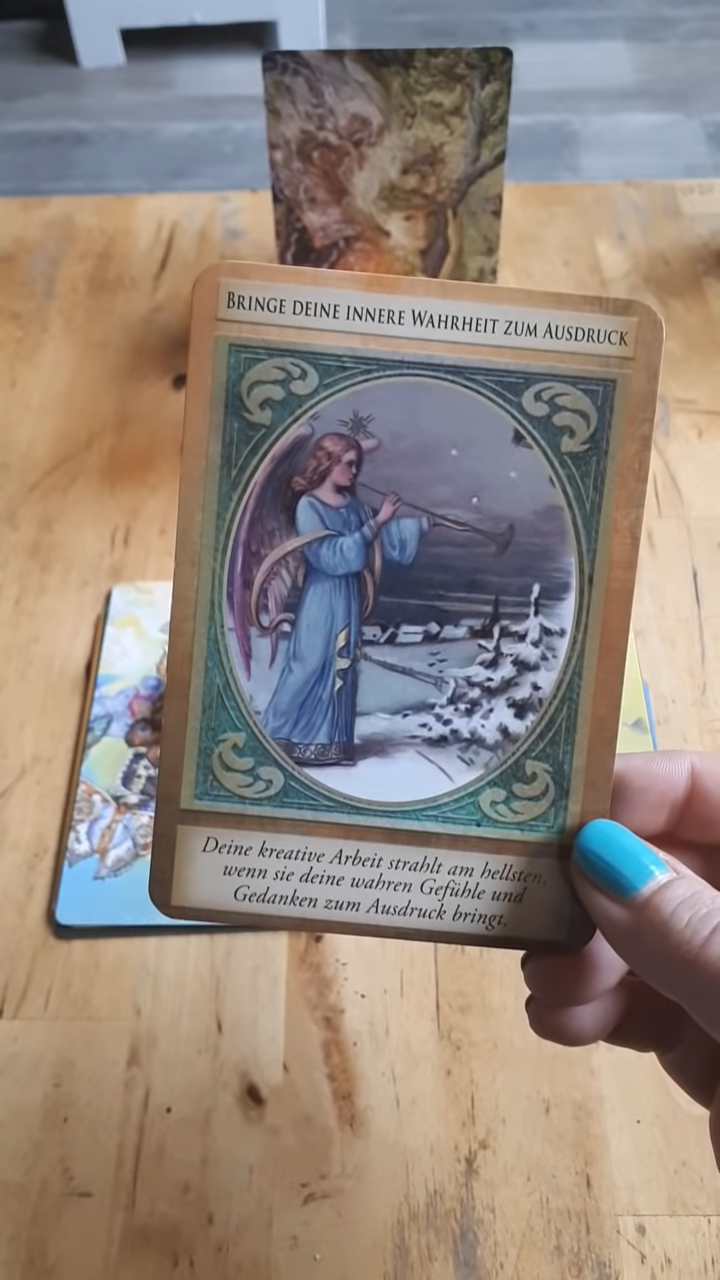 Bringe deine innere Wahrheit zum Ausdruck
Deine kreative Arbeit strahlt am hellsten,
wenn sie deine wahren Gefühle und
Gedanken zum Ausdruck bringt.